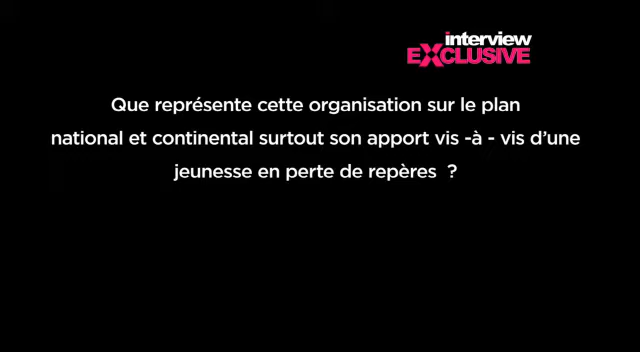 interview
EXCLUSIVE
Que représente cette organisation sur le plan
national et continental surtout son apport vis -à - vis d’une
jeunesse en perte de repères  ?